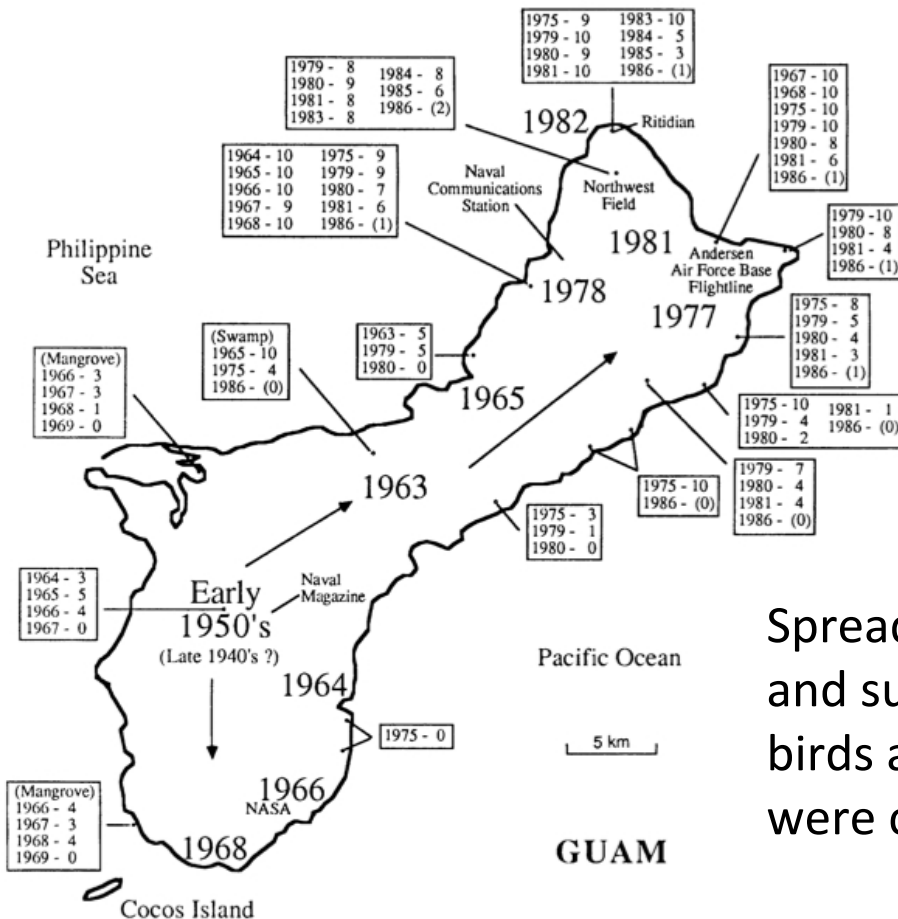 1975 - 9 1983 - 10
1979 - 10 1984 - 5
1980 - 9 1985 - 3
1981 - 10 1986 - (1)
1979 - 8 1984 - 8
1980 - 9 1985 - 6
1981 - 8 1986 - (2)
1983 - 8
1967 - 10
1968 - 10
1975 - 10
1979 - 10
1980 - 8
1981 - 6
1986 - (1)
1982
Ritidian
1964 - 10 1975 - 9
1965 - 10 1979 - 9
1966 - 10 1980 - 7
1967 - 9 1981 - 6
1968 - 10 1986 - (1)
Naval
Communications
Station
Northwest
Field
1981
Andersen
Air Force Base
Flightline
1979 -10
1980 - 8
1981 - 4
1986 - (1)
Philippine
Sea
1978
1977
1975 - 8
1979 - 5
1980 - 4
1981 - 3
1986 - (1)
(Swamp)
1965 - 10
1975 - 4
1986 - (0)
1963 - 5
1979 - 5
1980 - 0
(Mangrove)
1966 - 3
1967 - 3
1968 - 1
1969 - 0
1965
1975 - 10 1981 - 1
1979 - 4 1986 - (0)
1980 - 2
1963
1975 - 10
1986 - (0)
1979 - 7
1980 - 4
1981 - 4
1986 - (0)
1975 - 3
1979 - 1
1980 - 0
1964 - 3
1965 - 5
1966 - 4
1967 - 0
Early
1950's
(Late 1940's ?)
Naval
Magazine
Pacific Ocean
Spread
and su
birds a
were o
1964
1975 - 0
5 km
(Mangrove)
1966 - 4
1967 - 3
1968 - 4
1969 - 0
1966
NASA
1968
GUAM
Cocos Island